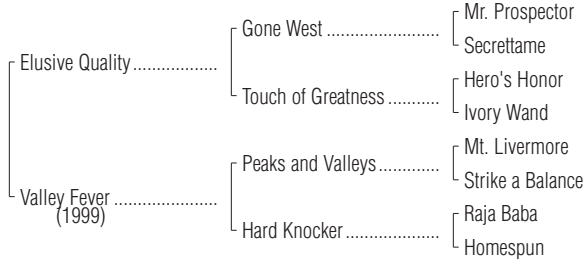 Mr. Prospector
Gone West ....................................
Secrettame
Elusive Quality ..................
Hero's Honor
Touch of Greatness ...........
Ivory Wand
Mt. Livermore
Peaks and Valleys .............
Strike a Balance
Valley Fever ......................
(1999)
Raja Baba
Hard Knocker ....................
Homespun